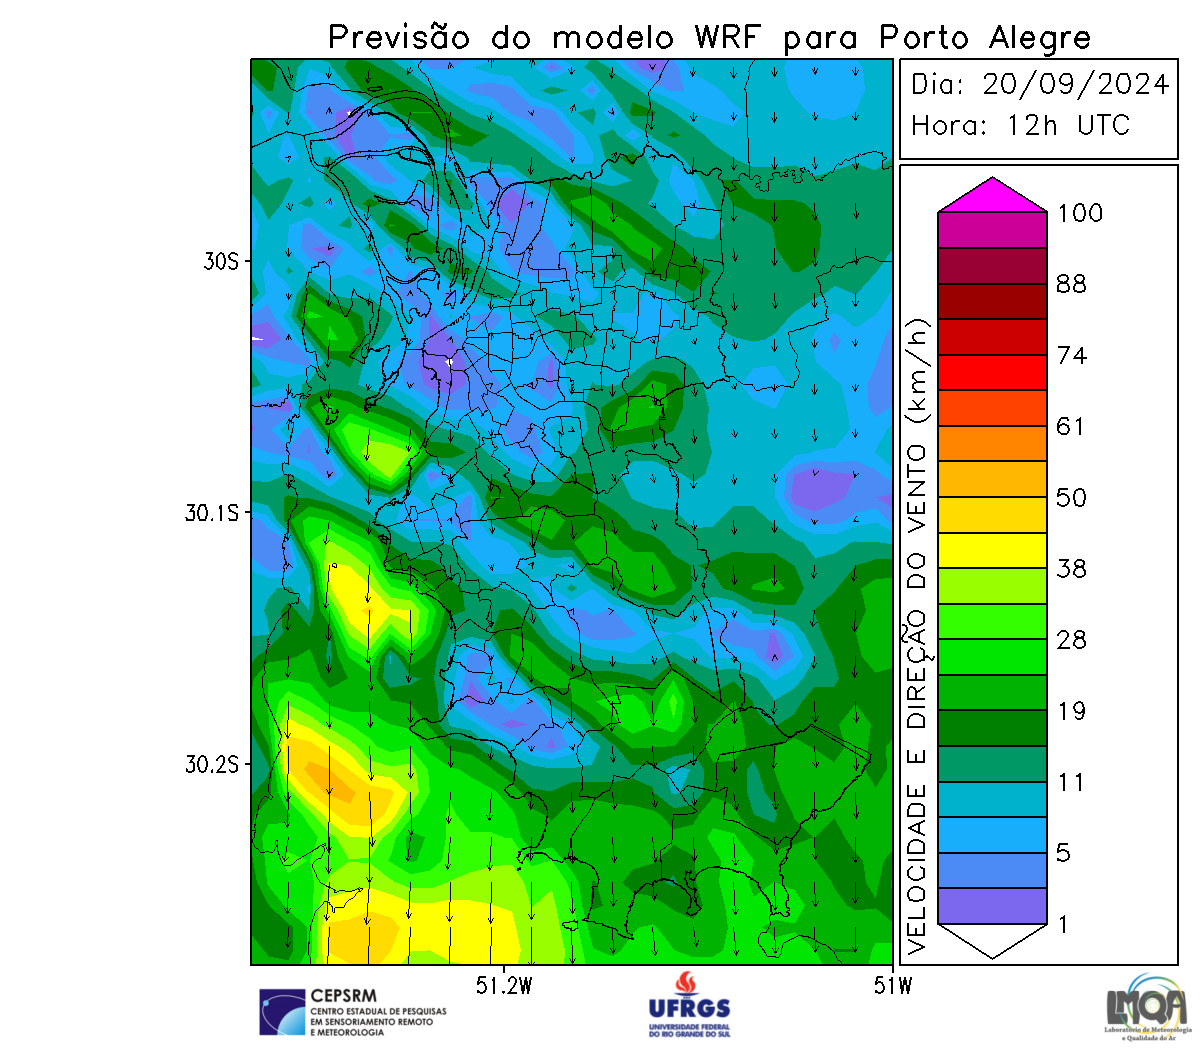 Previsão do modelo WRF para Porto Alegre
Dia: 20/09/2024
Hora: 12h UTC
30S
30.1S
30.2S
51.2W
51W
VELOCIDADE E DIREÇÃO DO VENTO (km/h)
100
88
74
61
50
38
28
19
11
5
1
CEPSRM
CENTRO ESTADUAL DE PESQUISAS
EM SENSORIAMENTO REMOTO
E METEOROLOGIA
UFRGS
UNIVERSIDADE FEDERAL
DO RIO GRANDE DO SUL
LMQA
Laboratório de Meteorologia
e Qualidade do Ar